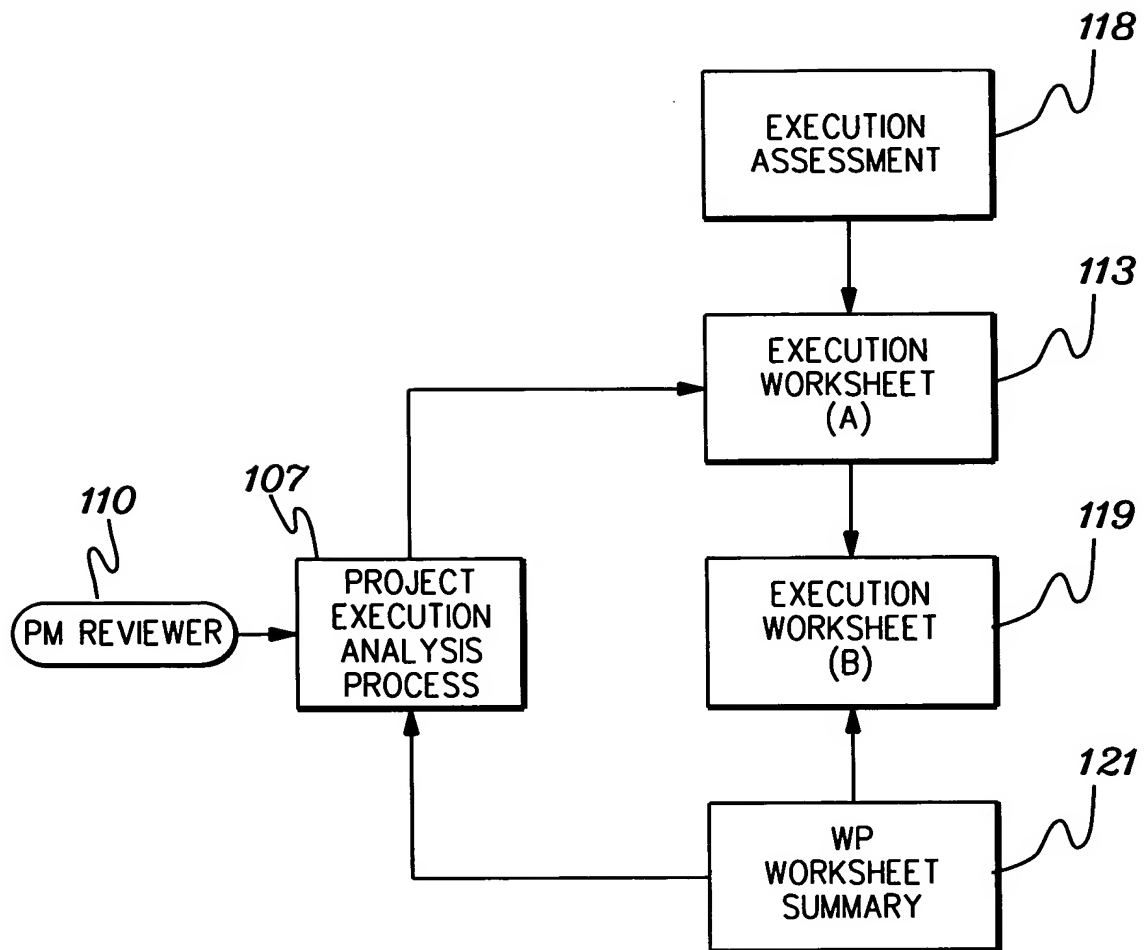 118
EXECUTION
ASSESSMENT
113
EXECUTION
WORKSHEET
(A)
107
110
PROJECT
EXECUTION
ANALYSIS
PROCESS
PM REVIEWER
119
EXECUTION
WORKSHEET
(B)
121
WP
WORKSHEET
SUMMARY